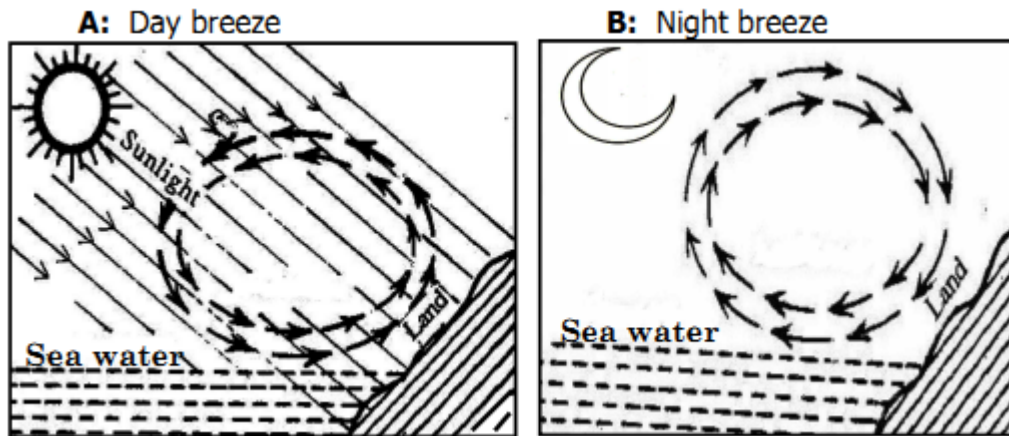 A: Day breeze
B: Night breeze
Sunlight
Land
Sea water
Land
Sea water